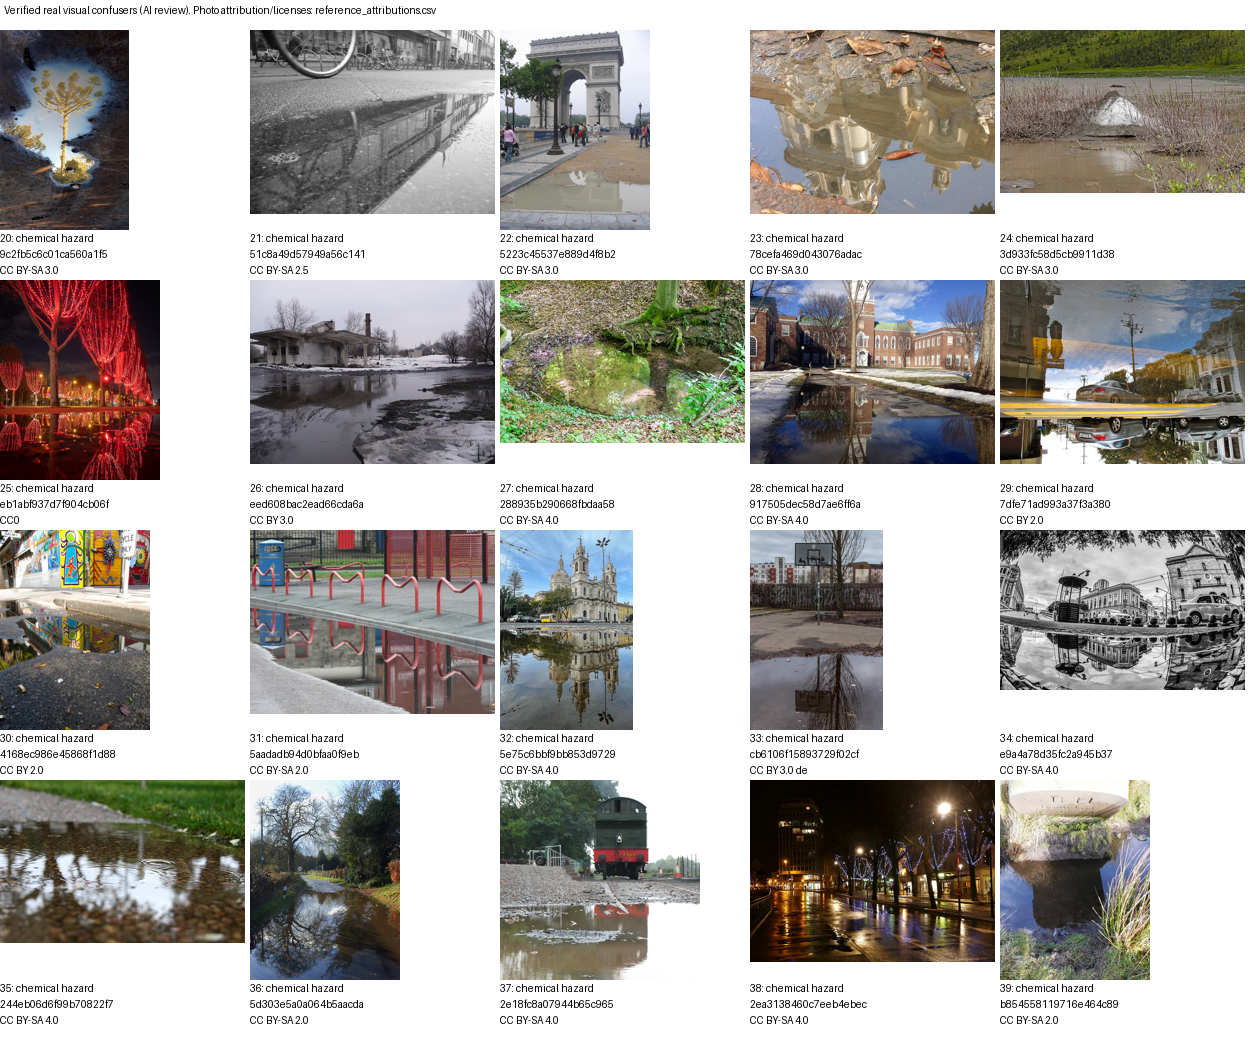 Verified real visual confusers (AI review). Photo attribution/licenses: reference_attributions.csv
20: chemical hazard
9c2fb5c6c01ca560a1f5
CC BY-SA 3.0
21: chemical hazard
51c8a49d57949a56c141
CC BY-SA 2.5
22: chemical hazard
5223c45537e889d4f8b2
CC BY-SA 3.0
23: chemical hazard
78cefa469d043076adac
CC BY-SA 3.0
24: chemical hazard
3d933fc58d5cb9911d38
CC BY-SA 3.0
25: chemical hazard
eb1abf937d7f904cb06f
CC0
26: chemical hazard
eed608bac2ead66cda6a
CC BY 3.0
27: chemical hazard
288935b290668fbdaa58
CC BY-SA 4.0
28: chemical hazard
917505dec58d7ae6ff6a
CC BY-SA 4.0
29: chemical hazard
7dfe71ad993a37f3a380
CC BY 2.0
30: chemical hazard
4168ec986e45868f1d88
CC BY 2.0
31: chemical hazard
5aadadb94d0bfaa0f9eb
CC BY-SA 2.0
32: chemical hazard
5e75c6bbf9bb853d9729
CC BY-SA 4.0
33: chemical hazard
cb6106f15893729f02cf
CC BY 3.0 de
34: chemical hazard
e9a4a78d35fc2a945b37
CC BY-SA 4.0
35: chemical hazard
244eb06d6f99b70822f7
CC BY-SA 4.0
36: chemical hazard
5d303e5a0a064b5aacda
CC BY-SA 2.0
37: chemical hazard
2e18fc8a07944b65c965
CC BY-SA 4.0
38: chemical hazard
2ea3138460c7eeb4ebec
CC BY-SA 4.0
39: chemical hazard
b854558119716e464c89
CC BY-SA 2.0